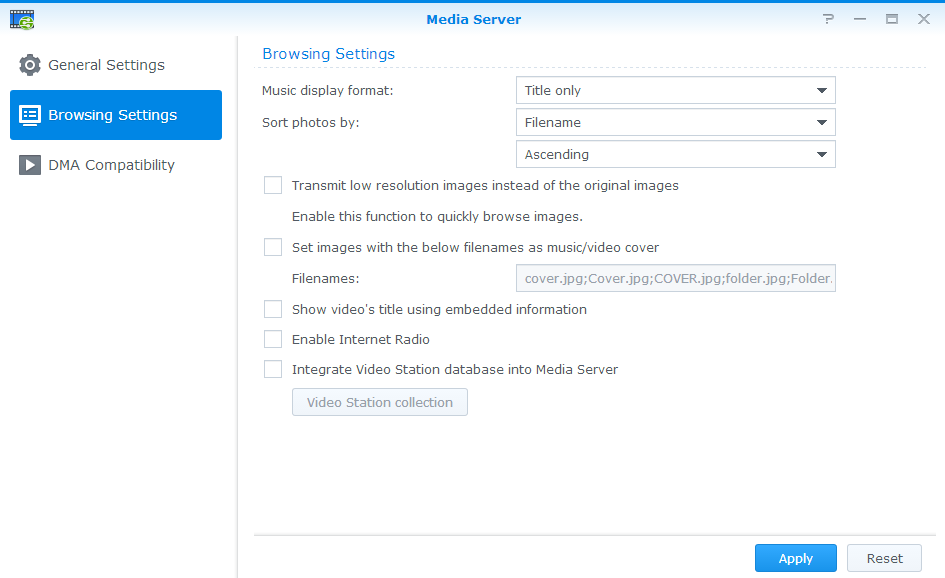 Media Server
General Settings
Browsing Settings
DMA Compatibility
Browsing Settings
Music display format: Title only
Sort photos by: Filename
Ascending
Transmit low resolution images instead of the original images
Enable this function to quickly browse images.
Set images with the below filenames as music/video cover
Filenames: cover.jpg;Cover.jpg;COVER.jpg;folder.jpg;Folder.
Show video's title using embedded information
Enable Internet Radio
Integrate Video Station database into Media Server
Video Station collection
Apply Reset